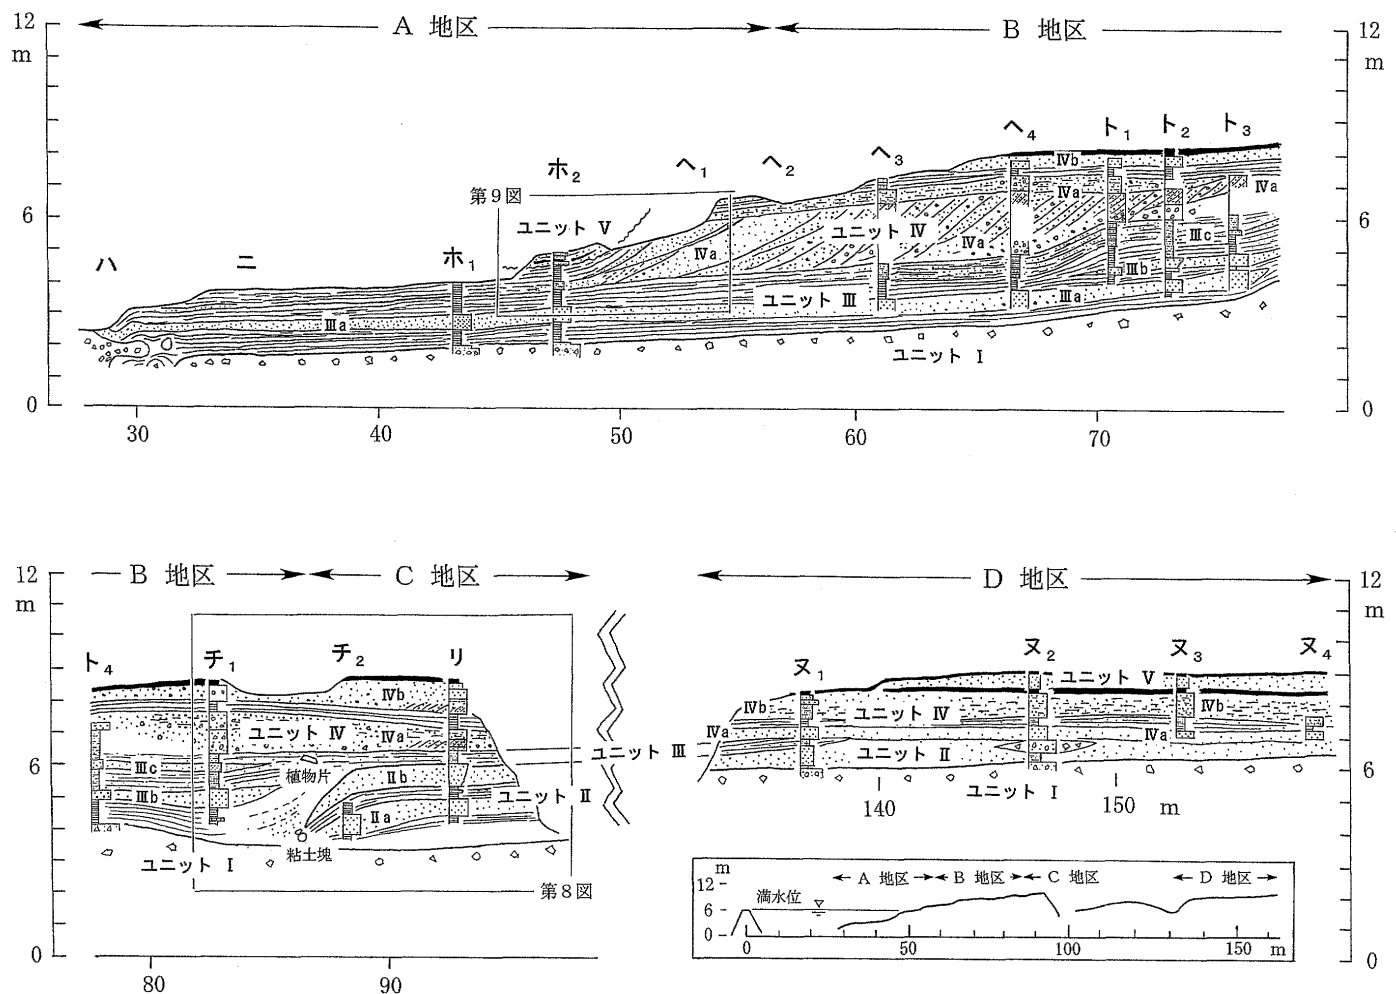 12
m
6
0
A 地区
B 地区
12
m
6
0
ハ
ニ
ホ1
ホ2
ヘ1
ヘ2
ヘ3
ヘ4
ト1
ト2
ト3
第9図
ユニット Ⅴ
Ⅳa
ユニット Ⅳ
Ⅳa
Ⅳb
Ⅳa
Ⅳa
Ⅲc
Ⅲb
Ⅲa
ユニット Ⅲ
Ⅲa
ユニット Ⅰ
30
40
50
60
70
12
m
6
0
B 地区
C 地区
ト4
チ1
チ2
リ
Ⅳb
ユニット Ⅳ
Ⅳa
Ⅲc
Ⅲb
植物片
Ⅱb
Ⅱa
ユニット Ⅲ
ユニット Ⅱ
粘土塊
ユニット Ⅰ
第8図
80
90
D 地区
12
m
6
0
ヌ1
ヌ2
ヌ3
ヌ4
ユニット Ⅴ
Ⅳb
ユニット Ⅳ
Ⅳb
Ⅳa
Ⅳa
ユニット Ⅱ
ユニット Ⅰ
140
150 m
m
12
6
0
満水位
A 地区
B 地区
C 地区
D 地区
0
50
100
150
m